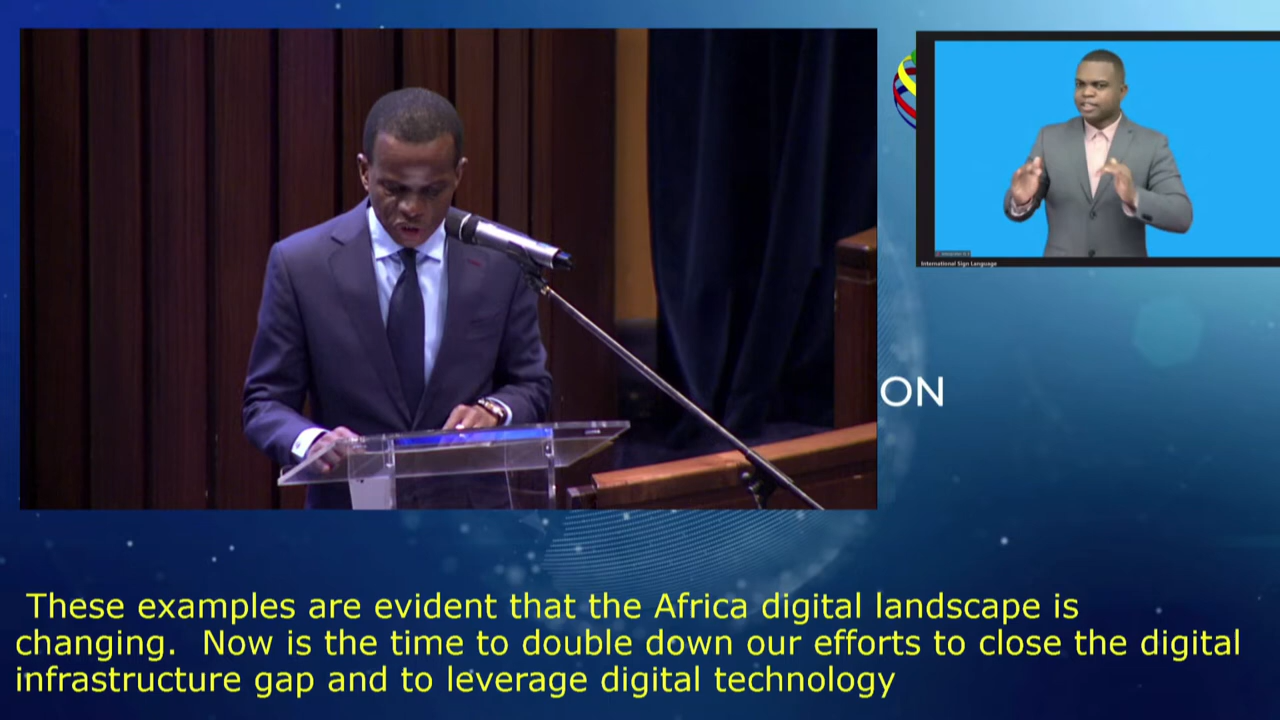 ON
International Sign Language
These examples are evident that the Africa digital landscape is
changing.  Now is the time to double down our efforts to close the digital
infrastructure gap and to leverage digital technology